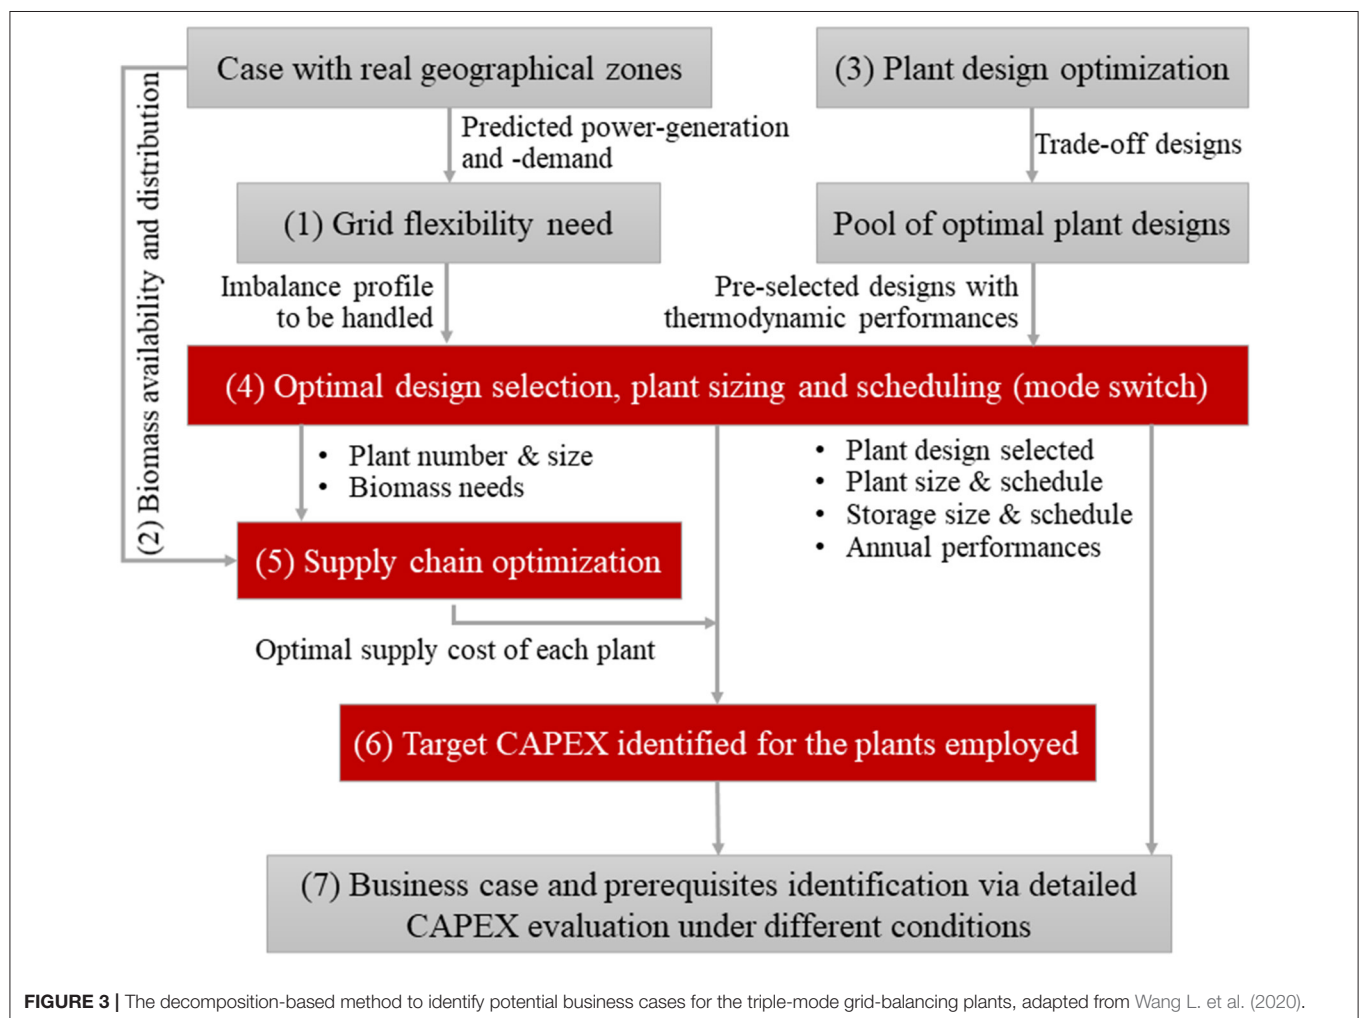 Case with real geographical zones
(3) Plant design optimization
(2) Biomass availability and distribution
Predicted power-generation
and -demand
Trade-off designs
(1) Grid flexibility need
Pool of optimal plant designs
Imbalance profile
to be handled
Pre-selected designs with
thermodynamic performances
(4) Optimal design selection, plant sizing and scheduling (mode switch)
• Plant number & size
• Biomass needs
• Plant design selected
• Plant size & schedule
• Storage size & schedule
• Annual performances
(5) Supply chain optimization
Optimal supply cost of each plant
(6) Target CAPEX identified for the plants employed
(7) Business case and prerequisites identification via detailed
CAPEX evaluation under different conditions
FIGURE 3 | The decomposition-based method to identify potential business cases for the triple-mode grid-balancing plants, adapted from Wang L. et al. (2020).